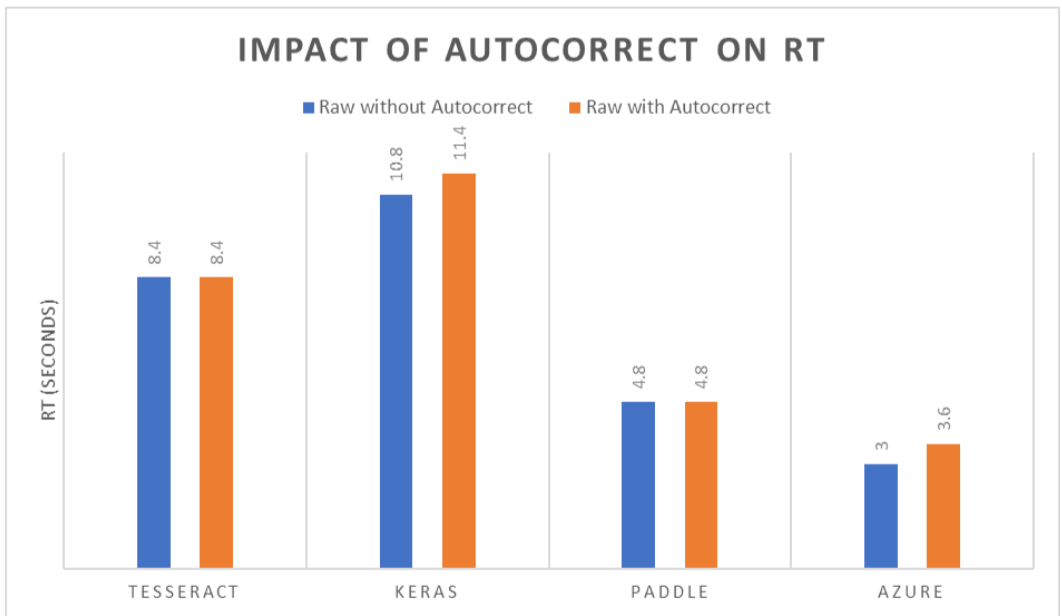 IMPACT OF AUTOCORRECT ON RT
Raw without Autocorrect Raw with Autocorrect
RT (SECONDS)
8.4 8.4 10.8 11.4 4.8 4.8 3 3.6
TESSERACT KERAS PADDLE AZURE